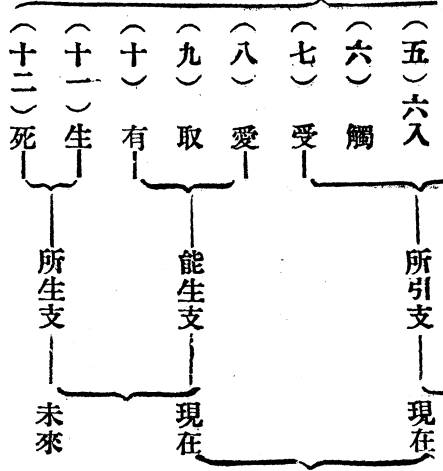 （五）六入
（六）觸
（七）受
（八）愛
（九）取
（十）有
（十一）生
（十二）死
所引支
能生支
所生支
現在
現在
未來